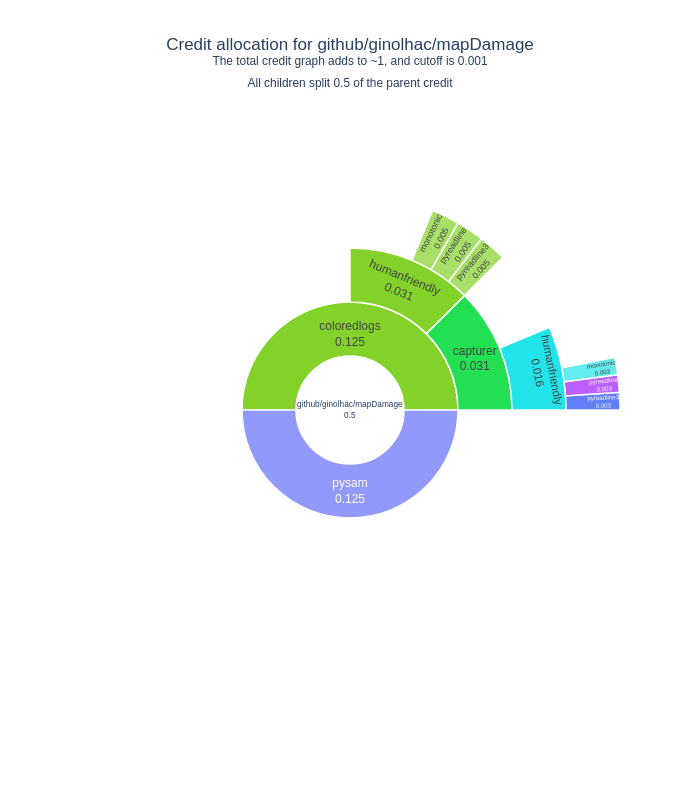 Credit allocation for github/ginolhac/mapDamage
The total credit graph adds to ~1, and cutoff is 0.001
All children split 0.5 of the parent credit
monotonic
0.005
pyreadline
0.005
pyreadline3
0.005
humanfriendly
0.031
coloredlogs
0.125
capturer
0.031
humanfriendly
0.016
monotonic
0.003
pyreadline
0.003
pyreadline3
0.003
github/ginolhac/mapDamage
0.5
pysam
0.125